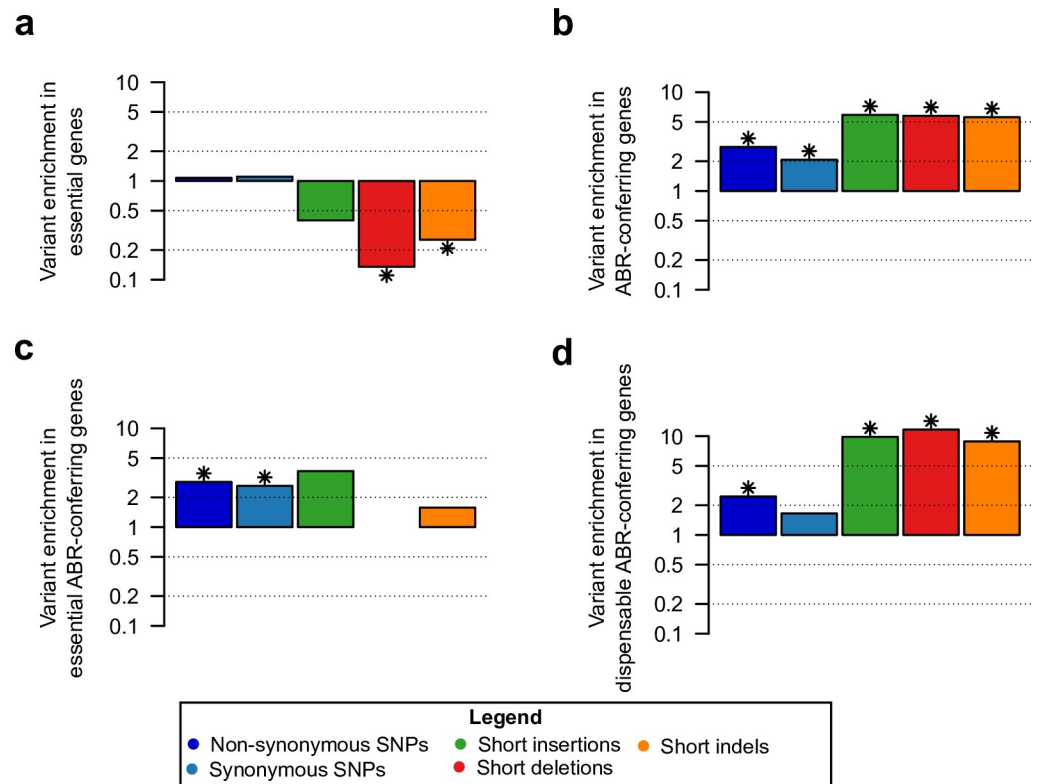 a
Variant enrichment in
essential genes
10
5
2
1
0.5
0.2
0.1
*
*
b
Variant enrichment in
ABR-conferring genes
10
5
2
1
0.5
0.2
0.1
*
*
*
*
*
c
Variant enrichment in
essential ABR-conferring genes
10
5
2
1
0.5
0.2
0.1
*
*
d
Variant enrichment in
dispensable ABR-conferring genes
10
5
2
1
0.5
0.2
0.1
*
*
*
*
Legend
Non-synonymous SNPs
Short insertions
Short indels
Synonymous SNPs
Short deletions